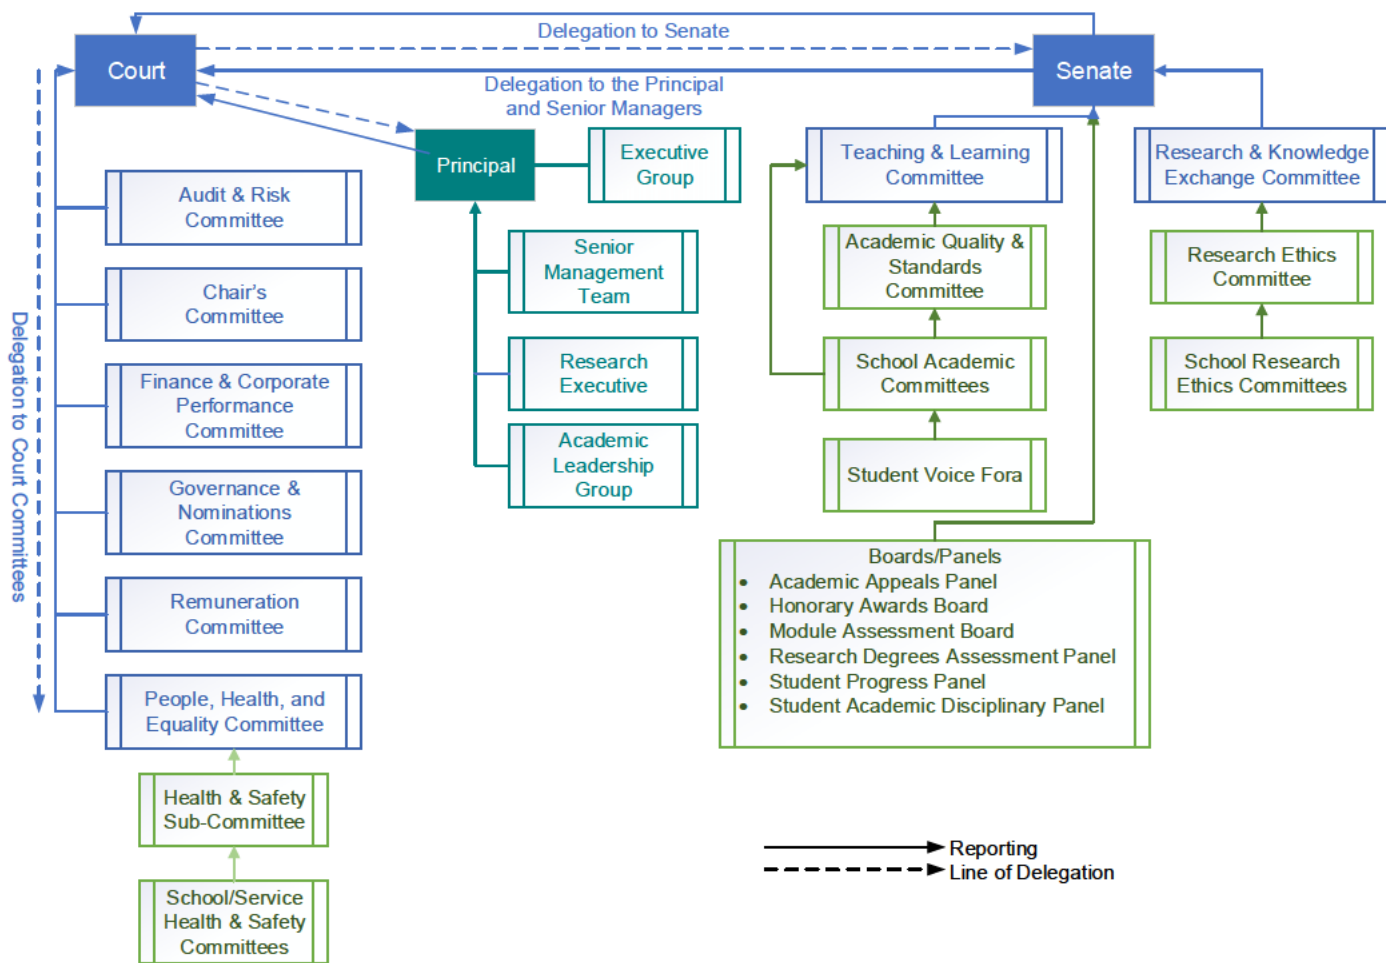 Delegation to Senate
Court
Senate
Delegation to the Principal
and Senior Managers
Principal
Executive
Group
Teaching & Learning
Committee
Research & Knowledge
Exchange Committee
Audit & Risk
Committee
Senior
Management
Team
Academic Quality &
Standards
Committee
Research Ethics
Committee
Chair's
Committee
Delegation to Court Committees
Finance & Corporate
Performance
Committee
Research
Executive
School Academic
Committees
School Research
Ethics Committees
Academic
Leadership
Group
Student Voice Fora
Governance &
Nominations
Committee
Boards/Panels
• Academic Appeals Panel
• Honorary Awards Board
• Module Assessment Board
• Research Degrees Assessment Panel
• Student Progress Panel
• Student Academic Disciplinary Panel
Remuneration
Committee
People, Health, and
Equality Committee
Health & Safety
Sub-Committee
School/Service
Health & Safety
Committees
Reporting
Line of Delegation